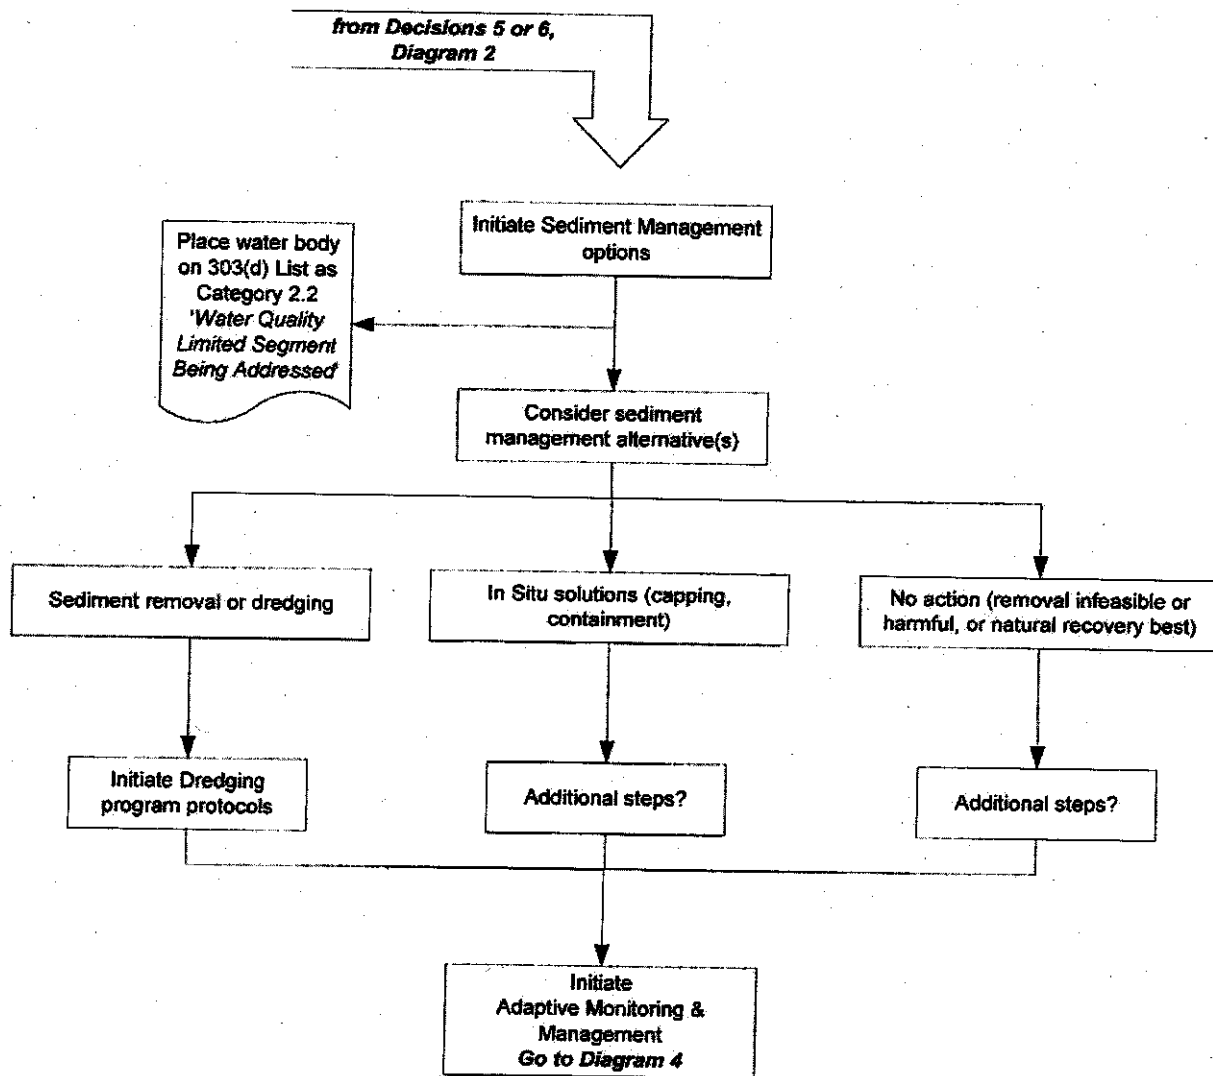 from Decisions 5 or 6,
Diagram 2
Initiate Sediment Management
options
Place water body
on 303(d) List as
Category 2.2
'Water Quality
Limited Segment
Being Addressed'
Consider sediment
management alternative(s)
Sediment removal or dredging
In Situ solutions (capping,
containment)
No action (removal infeasible or
harmful, or natural recovery best)
Initiate Dredging
program protocols
Additional steps?
Additional steps?
Initiate
Adaptive Monitoring &
Management
Go to Diagram 4